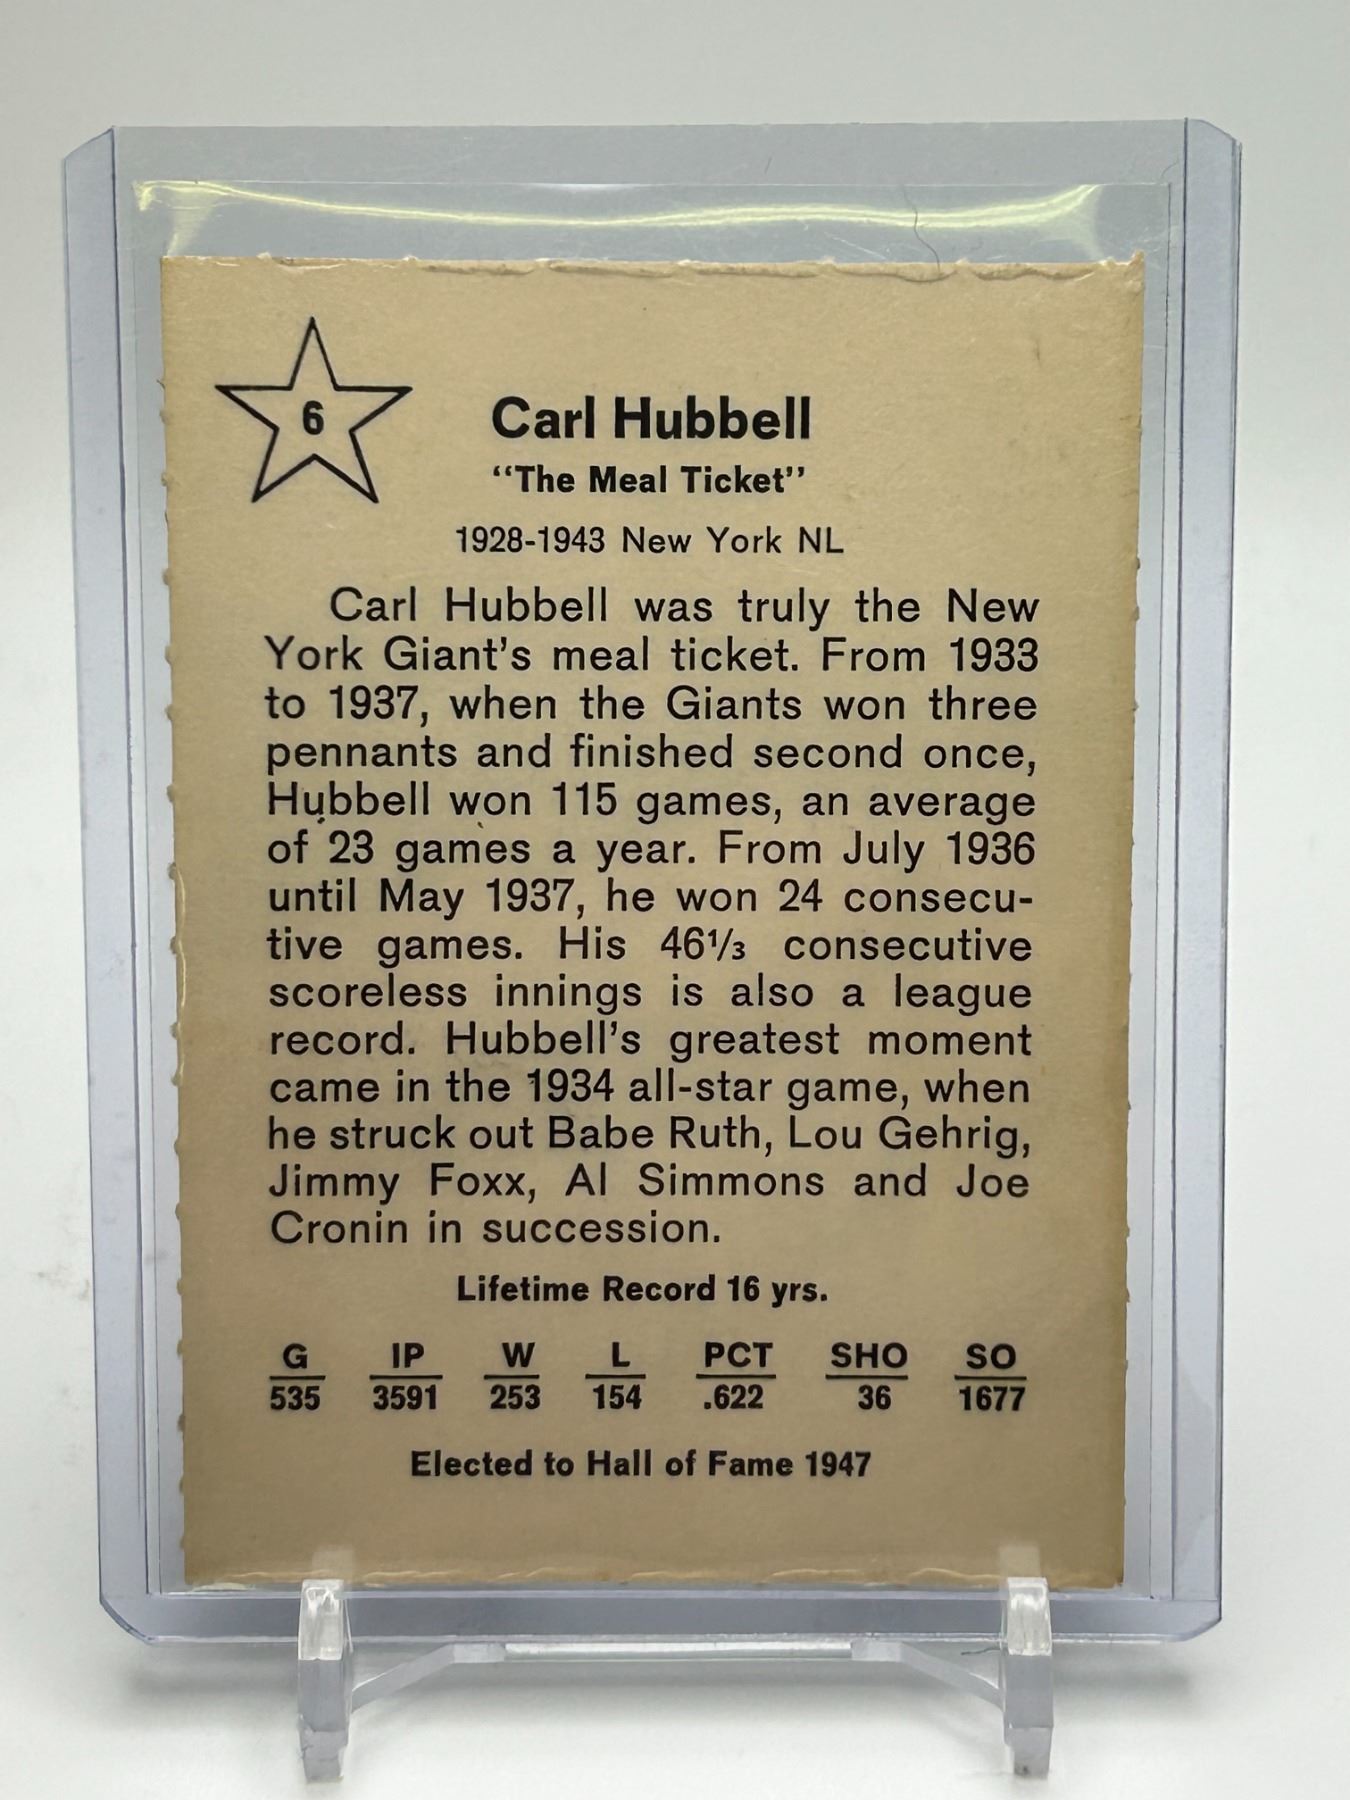 6
Carl Hubbell
“The Meal Ticket”
1928-1943 New York NL
Carl Hubbell was truly the New
York Giant's meal ticket. From 1933
to 1937, when the Giants won three
pennants and finished second once,
Hubbell won 115 games, an average
of 23 games a year. From July 1936
until May 1937, he won 24 consecu-
tive games. His 46⅓ consecutive
scoreless innings is also a league
record. Hubbell's greatest moment
came in the 1934 all-star game, when
he struck out Babe Ruth, Lou Gehrig,
Jimmy Foxx, Al Simmons and Joe
Cronin in succession.
Lifetime Record 16 yrs.
G IP W L PCT SHO SO
535 3591 253 154 .622 36 1677
Elected to Hall of Fame 1947